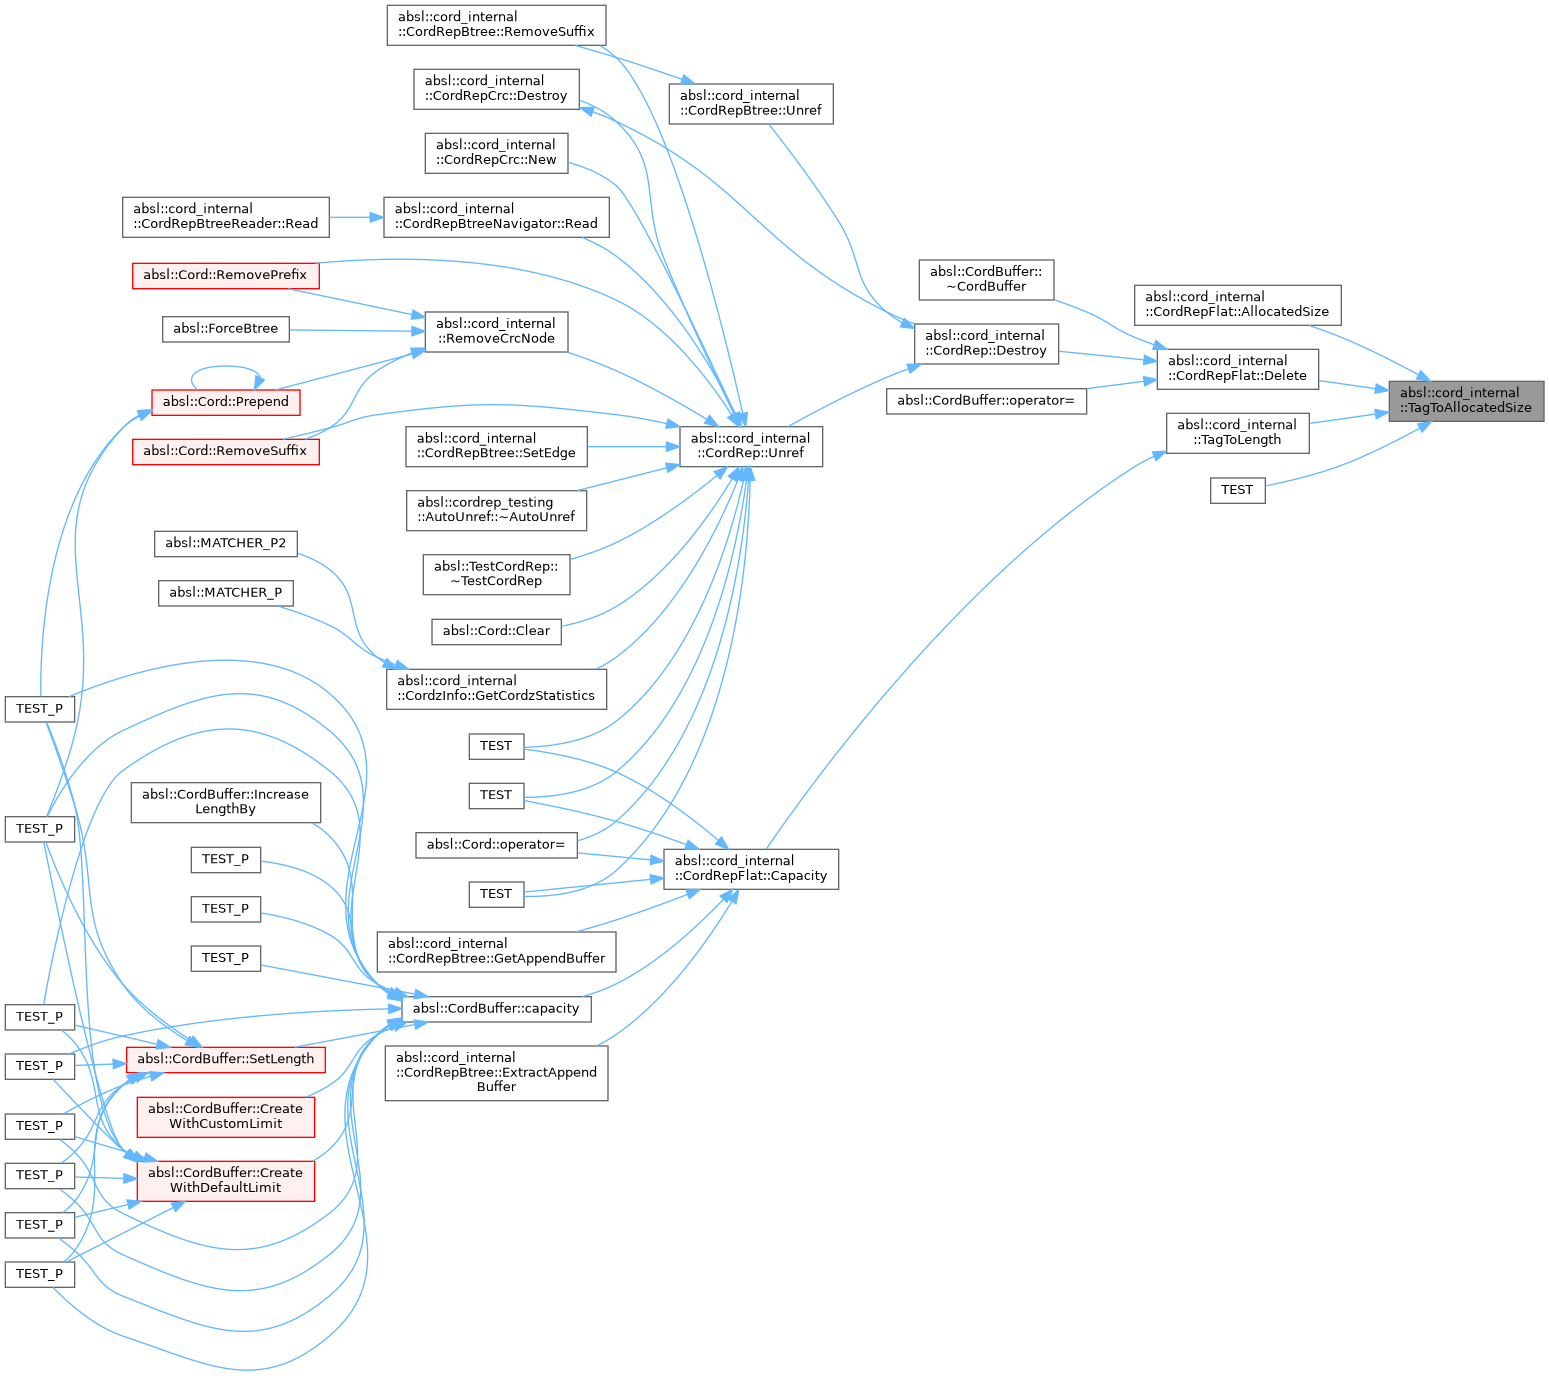 absl::cord_internal
::CordRepBtree::RemoveSuffix
absl::cord_internal
::CordRepCrc::Destroy
absl::cord_internal
::CordRepBtree::Unref
absl::cord_internal
::CordRepCrc::New
absl::cord_internal
::CordRepBtreeReader::Read
absl::cord_internal
::CordRepBtreeNavigator::Read
absl::Cord::RemovePrefix
absl::CordBuffer::
~CordBuffer
absl::cord_internal
::CordRepFlat::AllocatedSize
absl::ForceBtree
absl::cord_internal
::RemoveCrcNode
absl::cord_internal
::CordRep::Destroy
absl::cord_internal
::CordRepFlat::Delete
absl::cord_internal
::TagToAllocatedSize
absl::Cord::Prepend
absl::CordBuffer::operator=
absl::cord_internal
::TagToLength
absl::Cord::RemoveSuffix
absl::cord_internal
::CordRepBtree::SetEdge
absl::cord_internal
::CordRep::Unref
TEST
absl::cordrep_testing
::AutoUnref::~AutoUnref
absl::MATCHER_P2
absl::TestCordRep::
~TestCordRep
absl::MATCHER_P
absl::Cord::Clear
absl::cord_internal
::CordzInfo::GetCordzStatistics
TEST_P
TEST
absl::CordBuffer::Increase
LengthBy
TEST
TEST_P
absl::Cord::operator=
TEST_P
absl::cord_internal
::CordRepFlat::Capacity
TEST
TEST_P
absl::cord_internal
::CordRepBtree::GetAppendBuffer
TEST_P
absl::CordBuffer::capacity
TEST_P
absl::CordBuffer::SetLength
TEST_P
absl::cord_internal
::CordRepBtree::ExtractAppend
Buffer
absl::CordBuffer::Create
WithCustomLimit
TEST_P
absl::CordBuffer::Create
WithDefaultLimit
TEST_P
TEST_P
TEST_P